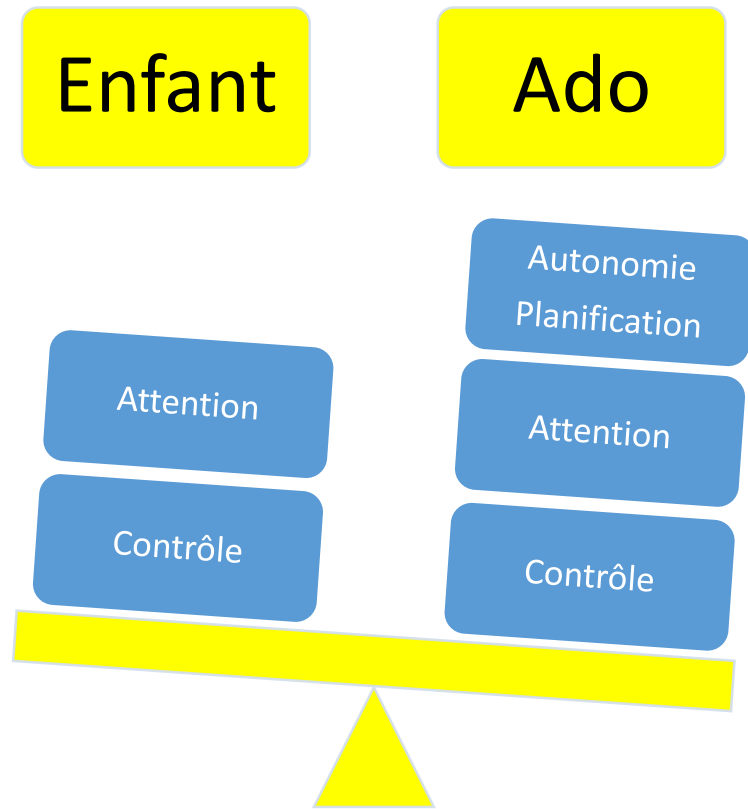 Enfant
Ado
Attention
Contrôle
Autonomie
Planification
Attention
Contrôle